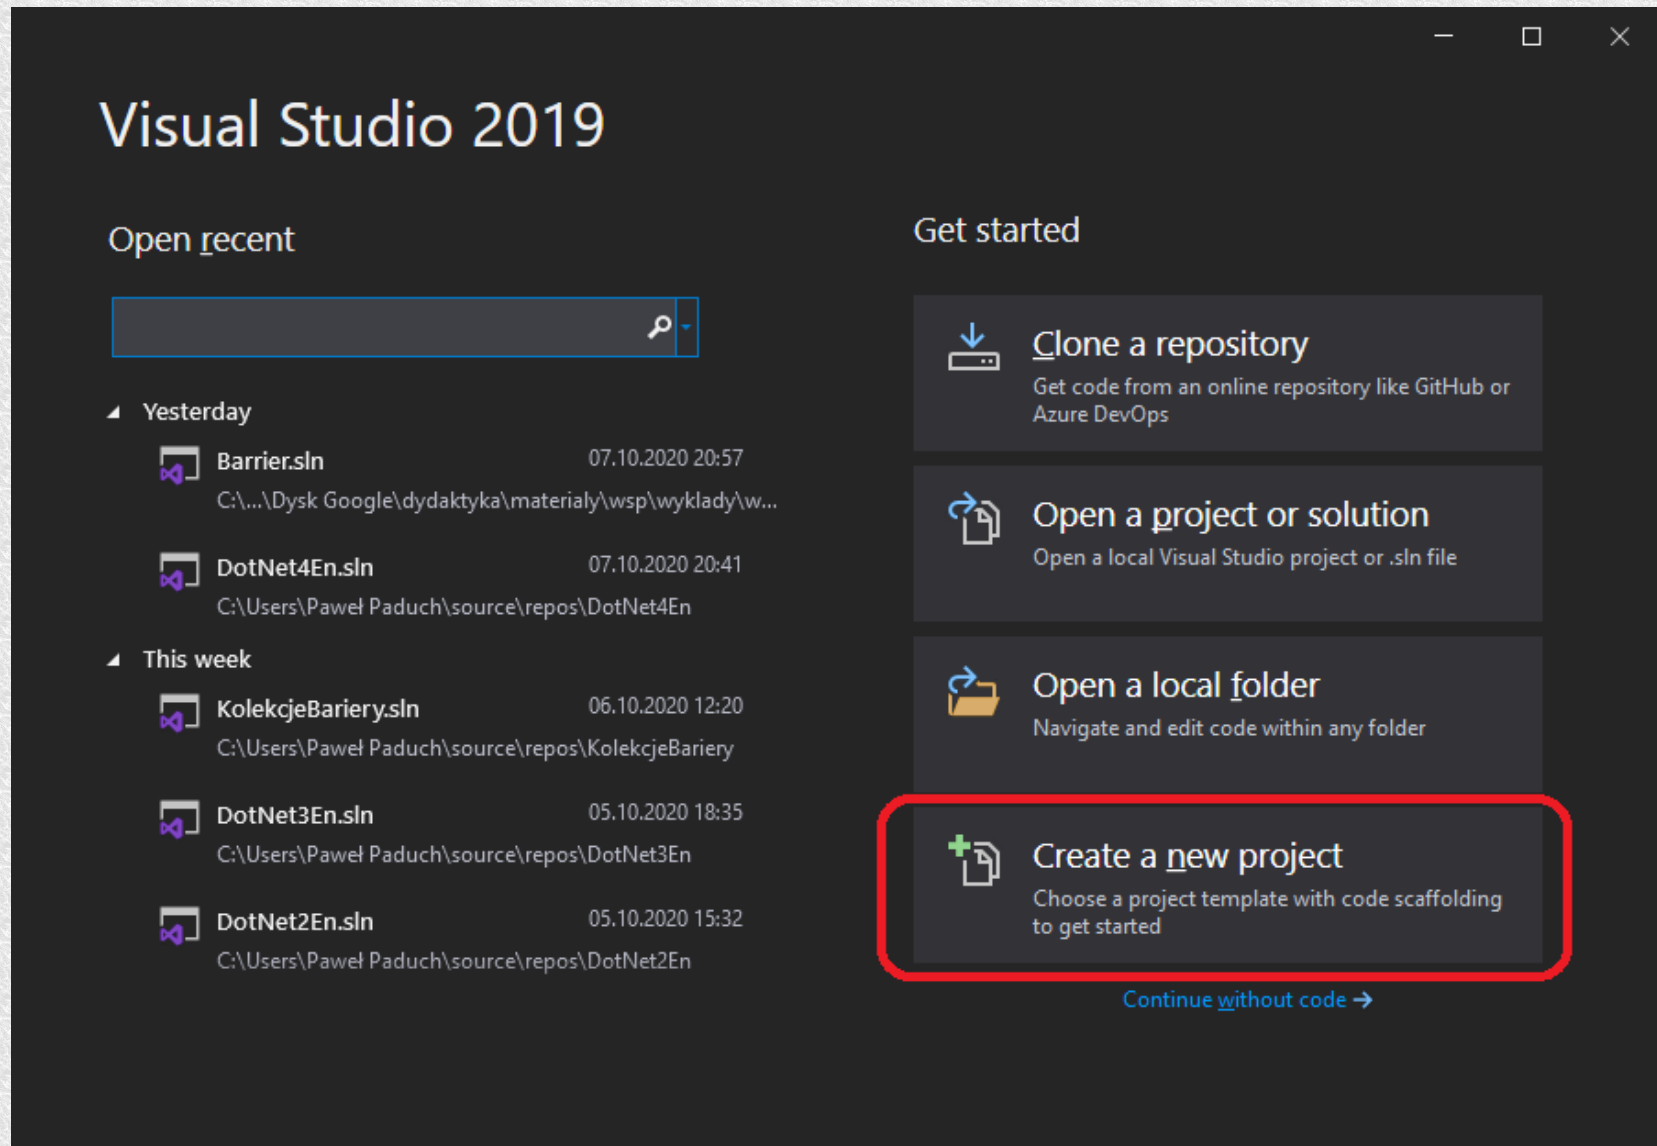 Visual Studio 2019
Open recent
Yesterday
Barrier.sln 07.10.2020 20:57
C:\...\Dysk Google\dydaktyka\materialy\wsp\wyklady\w...
DotNet4En.sln 07.10.2020 20:41
C:\Users\Paweł Paduch\source\repos\DotNet4En
This week
KolekcjeBariery.sln 06.10.2020 12:20
C:\Users\Paweł Paduch\source\repos\KolekcjeBariery
DotNet3En.sln 05.10.2020 18:35
C:\Users\Paweł Paduch\source\repos\DotNet3En
DotNet2En.sln 05.10.2020 15:32
C:\Users\Paweł Paduch\source\repos\DotNet2En
Get started
Clone a repository
Get code from an online repository like GitHub or
Azure DevOps
Open a project or solution
Open a local Visual Studio project or .sln file
Open a local folder
Navigate and edit code within any folder
Create a new project
Choose a project template with code scaffolding
to get started
Continue without code →